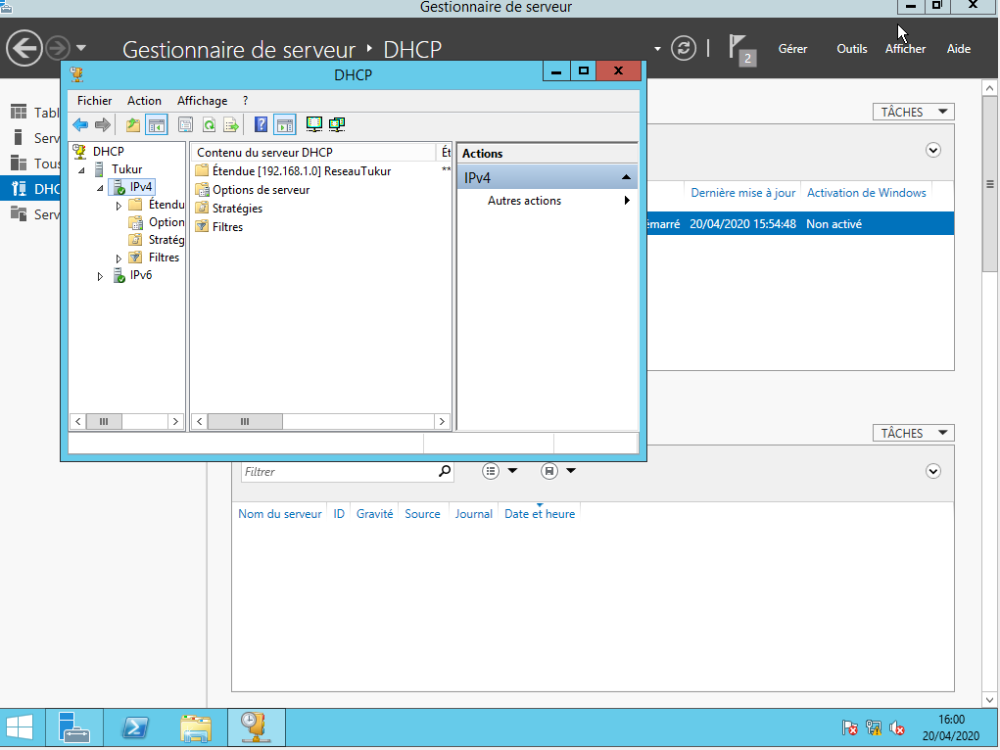 Gestionnaire de serveur
Gestionnaire de serveur ‣ DHCP
2
Gérer
Outils
Afficher
Aide
DHCP
Fichier Action Affichage ?
DHCP
Tukur
IPv4
Étendu
Option
Stratég
Filtres
IPv6
Contenu du serveur DHCP
Ét
Étendue [192.168.1.0] ReseauTukur
**
Options de serveur
Stratégies
Filtres
Actions
IPv4
Autres actions
Tabl
Serv
Tous
DHC
Serv
TÂCHES
Dernière mise à jour Activation de Windows
émarré 20/04/2020 15:54:48 Non activé
TÂCHES
Filtrer
Nom du serveur ID Gravité Source Journal Date et heure
16:00
20/04/2020